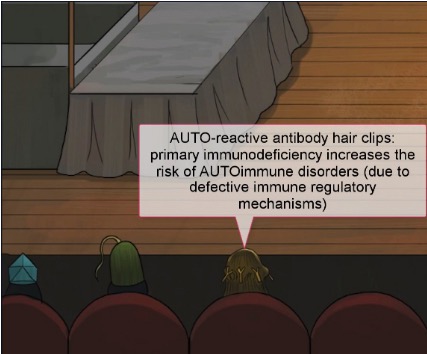 AUTO-reactive antibody hair clips:
primary immunodeficiency increases the
risk of AUTOimmune disorders (due to
defective immune regulatory
mechanisms)